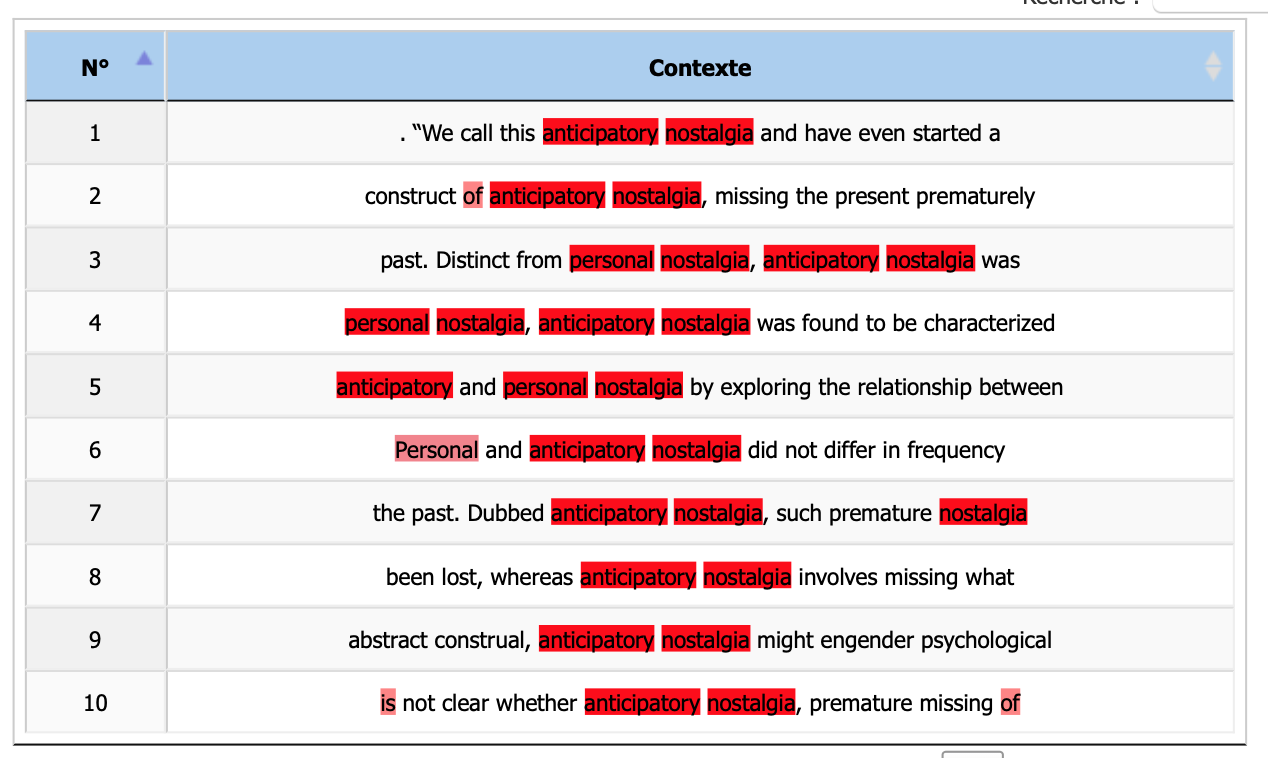 Recherche :
N° Contexte
1 . “We call this anticipatory nostalgia and have even started a
2 construct of anticipatory nostalgia, missing the present prematurely
3 past. Distinct from personal nostalgia, anticipatory nostalgia was
4 personal nostalgia, anticipatory nostalgia was found to be characterized
5 anticipatory and personal nostalgia by exploring the relationship between
6 Personal and anticipatory nostalgia did not differ in frequency
7 the past. Dubbed anticipatory nostalgia, such premature nostalgia
8 been lost, whereas anticipatory nostalgia involves missing what
9 abstract construal, anticipatory nostalgia might engender psychological
10 is not clear whether anticipatory nostalgia, premature missing of